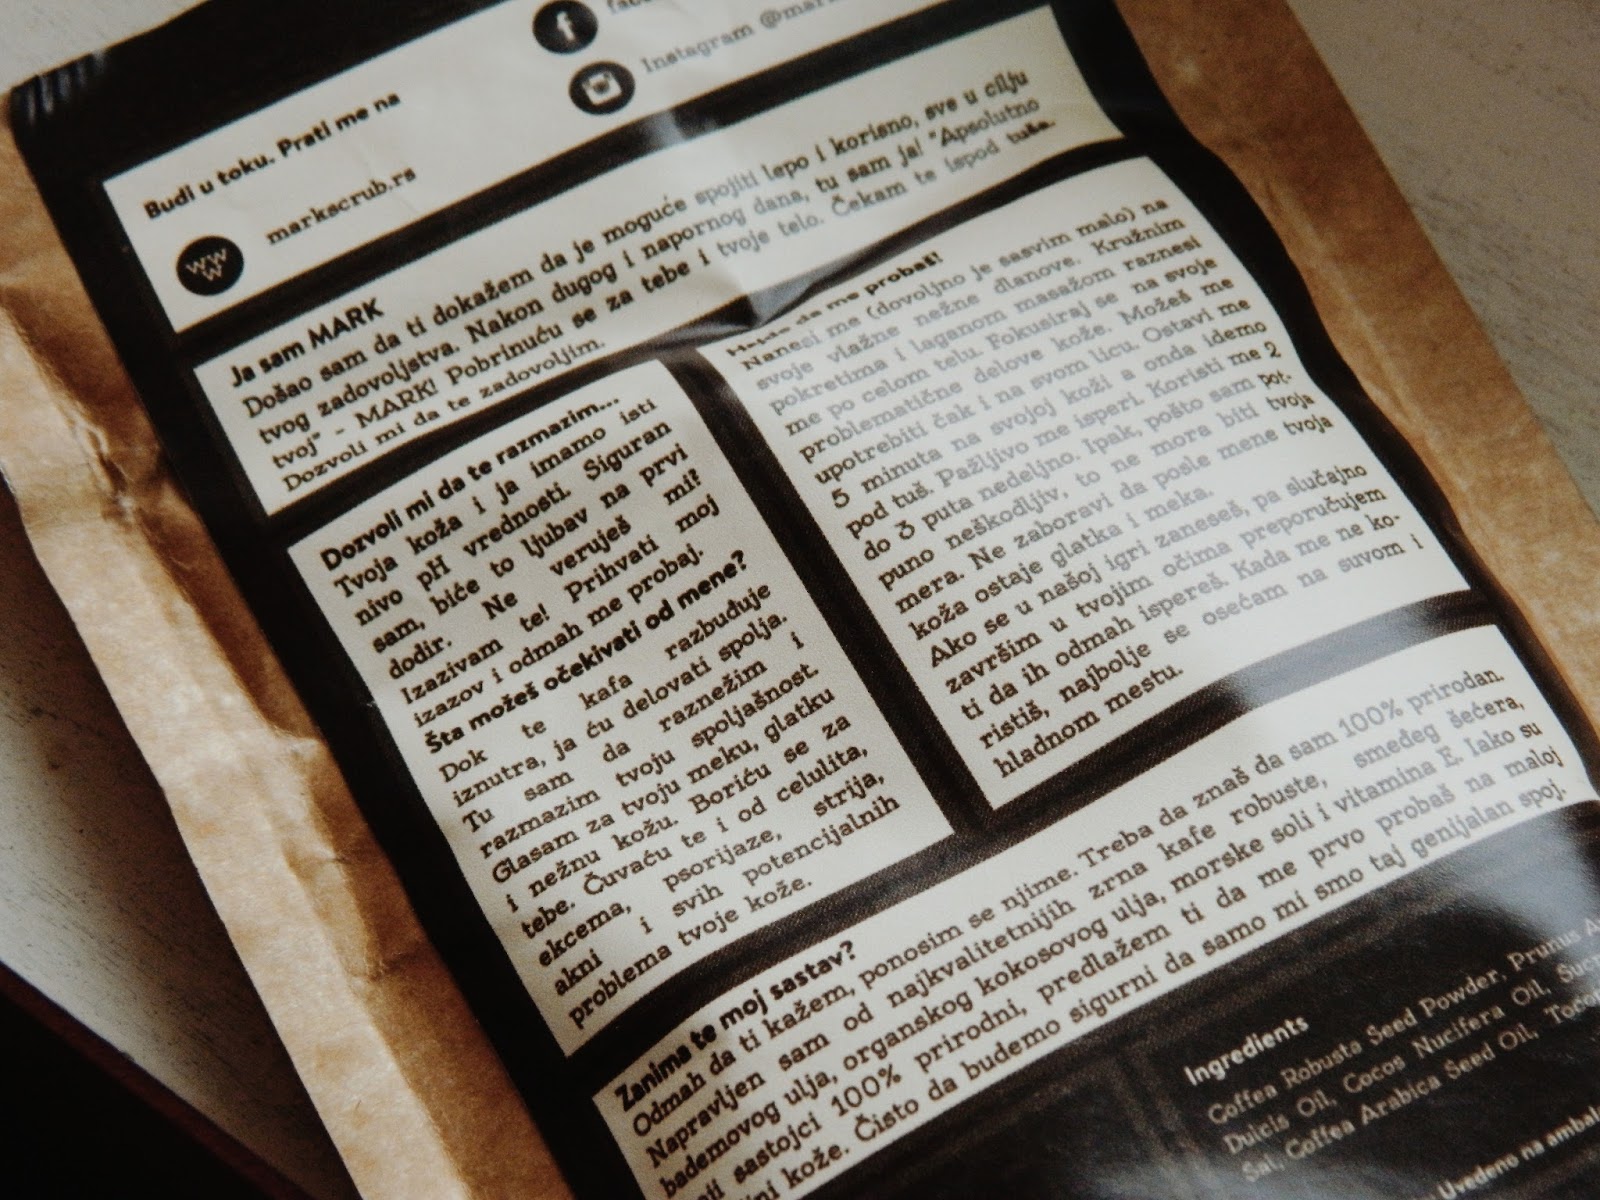 Budi u toku. Prati me na
markscrub.rs
Instagram
Ja sam MARK
Došao sam da ti dokažem da je moguće spojiti lepo i korisno, sve u cilju
tvog zadovoljstva. Nakon dugog i napornog dana, tu sam ja! "Apsolutno
tvoj" - MARK! Pobrinuću se za tebe i tvoje telo. Čekam te ispod tuša.
Dozvoli mi da te zadovoljim.
Dozvoli mi da te razmazim...
Tvoja koža i ja imamo isti
nivo pH vrednosti. Siguran
sam, biće to ljubav na prvi
dodir. Ne veruješ mi?
Izazivam te! Prihvati moj
izazov i odmah me probaj.
Šta možeš očekivati od mene?
Dok te kafa razbuđuje
iznutra, ja ću delovati spolja.
Tu sam da raznežim i
razmazim tvoju spoljašnost.
Glasam za tvoju meku, glatku
i nežnu kožu. Boriću se za
tebe. Čuvaću te i od celulita,
ekcema, psorijaze, strija,
akni i svih potencijalnih
problema tvoje kože.
Hajde da me probaš!
Nanesi me (dovoljno je sasvim malo) na
svoje vlažne nežne dlanove. Kružnim
pokretima i laganom masažom raznesi
me po celom telu. Fokusiraj se na svoje
problematične delove kože. Možeš me
upotrebiti čak i na svom licu. Ostavi me
5 minuta na svojoj koži a onda idemo
pod tuš. Pažljivo me isperi. Koristi me 2
do 3 puta nedeljno. Ipak, pošto sam pot-
puno neškodljiv, to ne mora biti tvoja
mera. Ne zaboravi da posle mene tvoja
koža ostaje glatka i meka.
Ako se u našoj igri zaneseš, pa slučajno
završim u tvojim očima preporučujem
ti da ih odmah ispereš. Kada me ne ko-
ristiš, najbolje se osećam na suvom i
hladnom mestu.
Zanima te moj sastav?
Odmah da ti kažem, ponosim se njime. Treba da znaš da sam 100% prirodan.
Napravljen sam od najkvalitetnijih zrna kafe robuste, smeđeg šećera,
bademovog ulja, organskog kokosovog ulja, morske soli i vitamina E. Iako su
sastojci 100% prirodni, predlažem ti da me prvo probaš na maloj
kože. Čisto da budemo sigurni da samo mi smo taj genijalan spoj.
Ingredients
Coffea Robusta Seed Powder, Prunus
Dulcis Oil, Cocos Nucifera Oil,
Sal, Coffea Arabica Seed Oil,
Uvedeno na